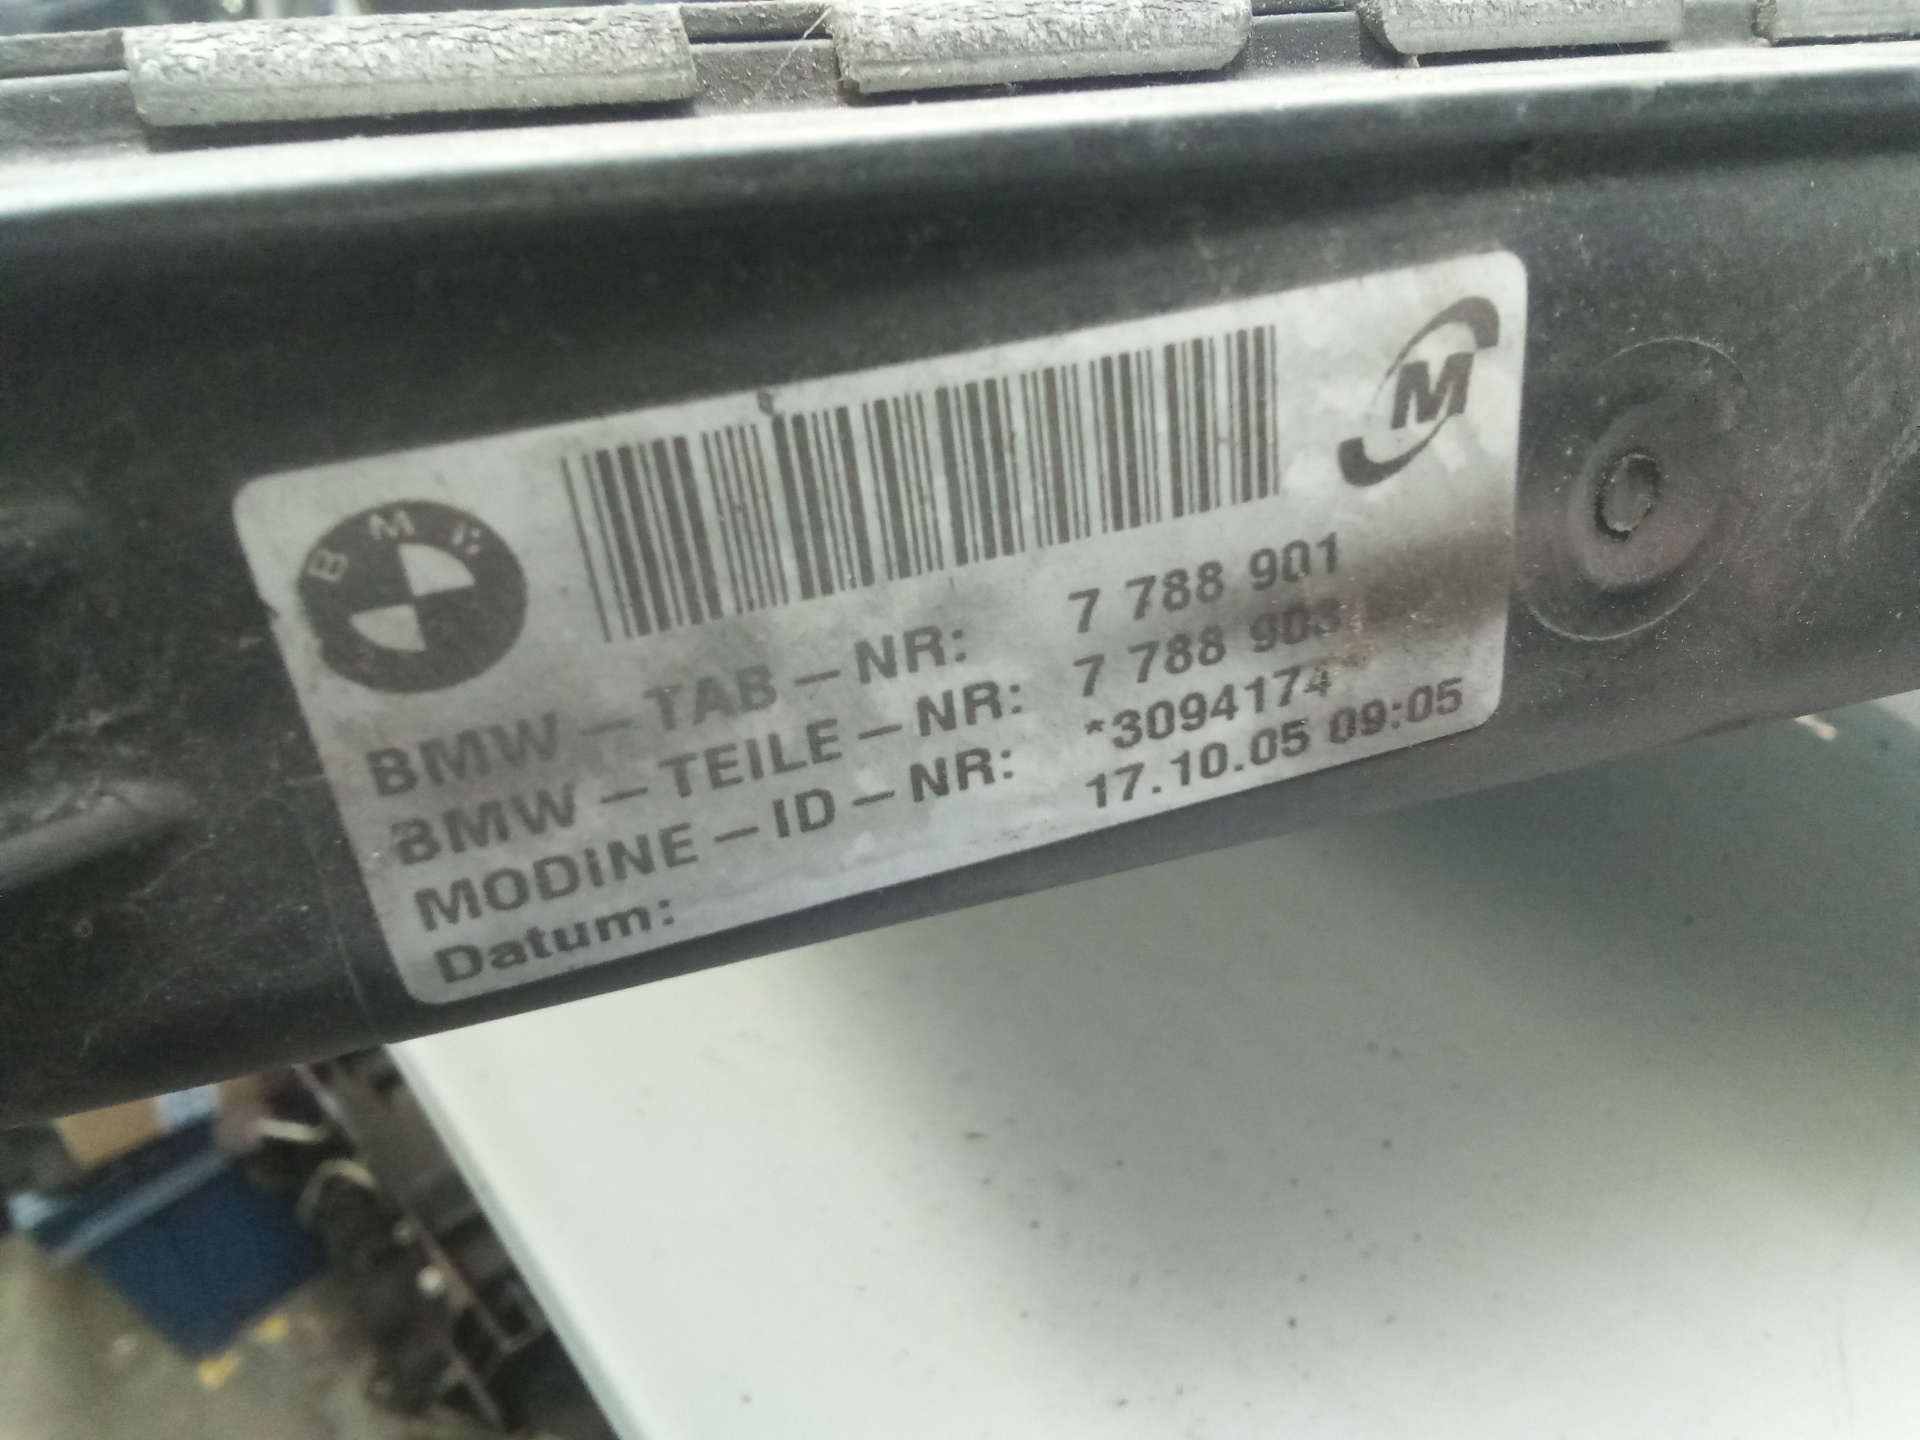 BMW
M
BMW-TAB-NR: 7 788 901
BMW-TEILE-NR: 7 788 903
MODINE-ID-NR: *3094174*
Datum: 17.10.05 09:05